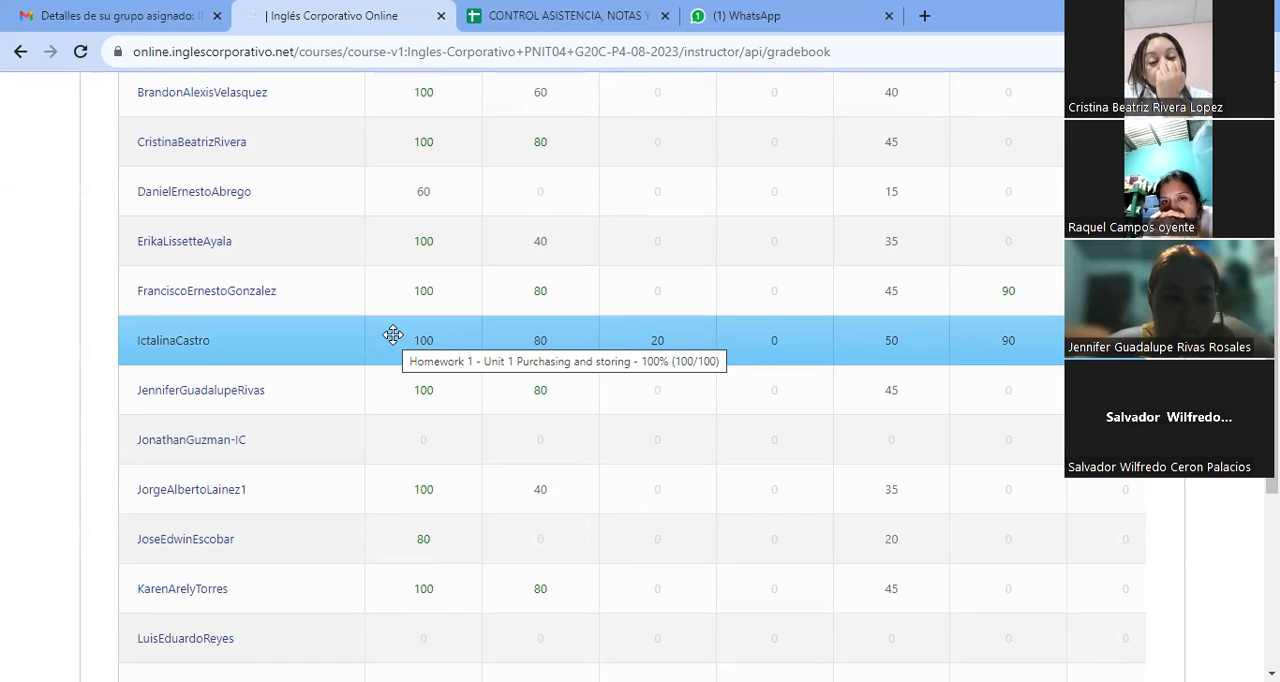 Detalles de su grupo asignado: I
| Inglés Corporativo Online
CONTROL ASISTENCIA, NOTAS Y
(1) WhatsApp
online.inglescorporativo.net/courses/course-v1:Ingles-Corporativo+PNIT04+G20C-P4-08-2023/instructor/api/gradebook
BrandonAlexisVelasquez 100 60 0 0 40 0
CristinaBeatrizRivera 100 80 0 0 45 0
DanielErnestoAbrego 60 0 0 0 15 0
ErikaLissetteAyala 100 40 0 0 35 0
FranciscoErnestoGonzalez 100 80 0 0 45 90
IctalinaCastro 100 80 20 0 50 90
Hom rk 1 - Unit 1 Purchasing and storing - 100% (100/100)
JenniferGuadalupeRivas 100 80 0 0 45 0
JonathanGuzman-IC 0 0 0 0 0 0
JorgeAlbertoLainez1 100 40 0 0 35 0 0
JoseEdwinEscobar 80 0 0 0 20 0 0
KarenArelyTorres 100 80 0 0 45 0 0
LuisEduardoReyes 0 0 0 0 0 0 0
Cristina Beatriz Rivera Lopez
Raquel Campos oyente
Jennifer Guadalupe Rivas Rosales
Salvador Wilfredo...
Salvador Wilfredo Ceron Palacios